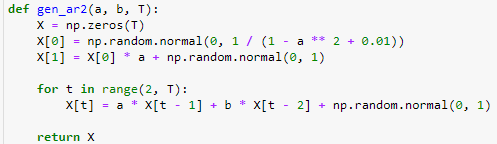 def gen_ar2(a, b, T):
    X = np.zeros(T)
    X[0] = np.random.normal(0, 1 / (1 - a ** 2 + 0.01))
    X[1] = X[0] * a + np.random.normal(0, 1)

    for t in range(2, T):
        X[t] = a * X[t - 1] + b * X[t - 2] + np.random.normal(0, 1)

    return X